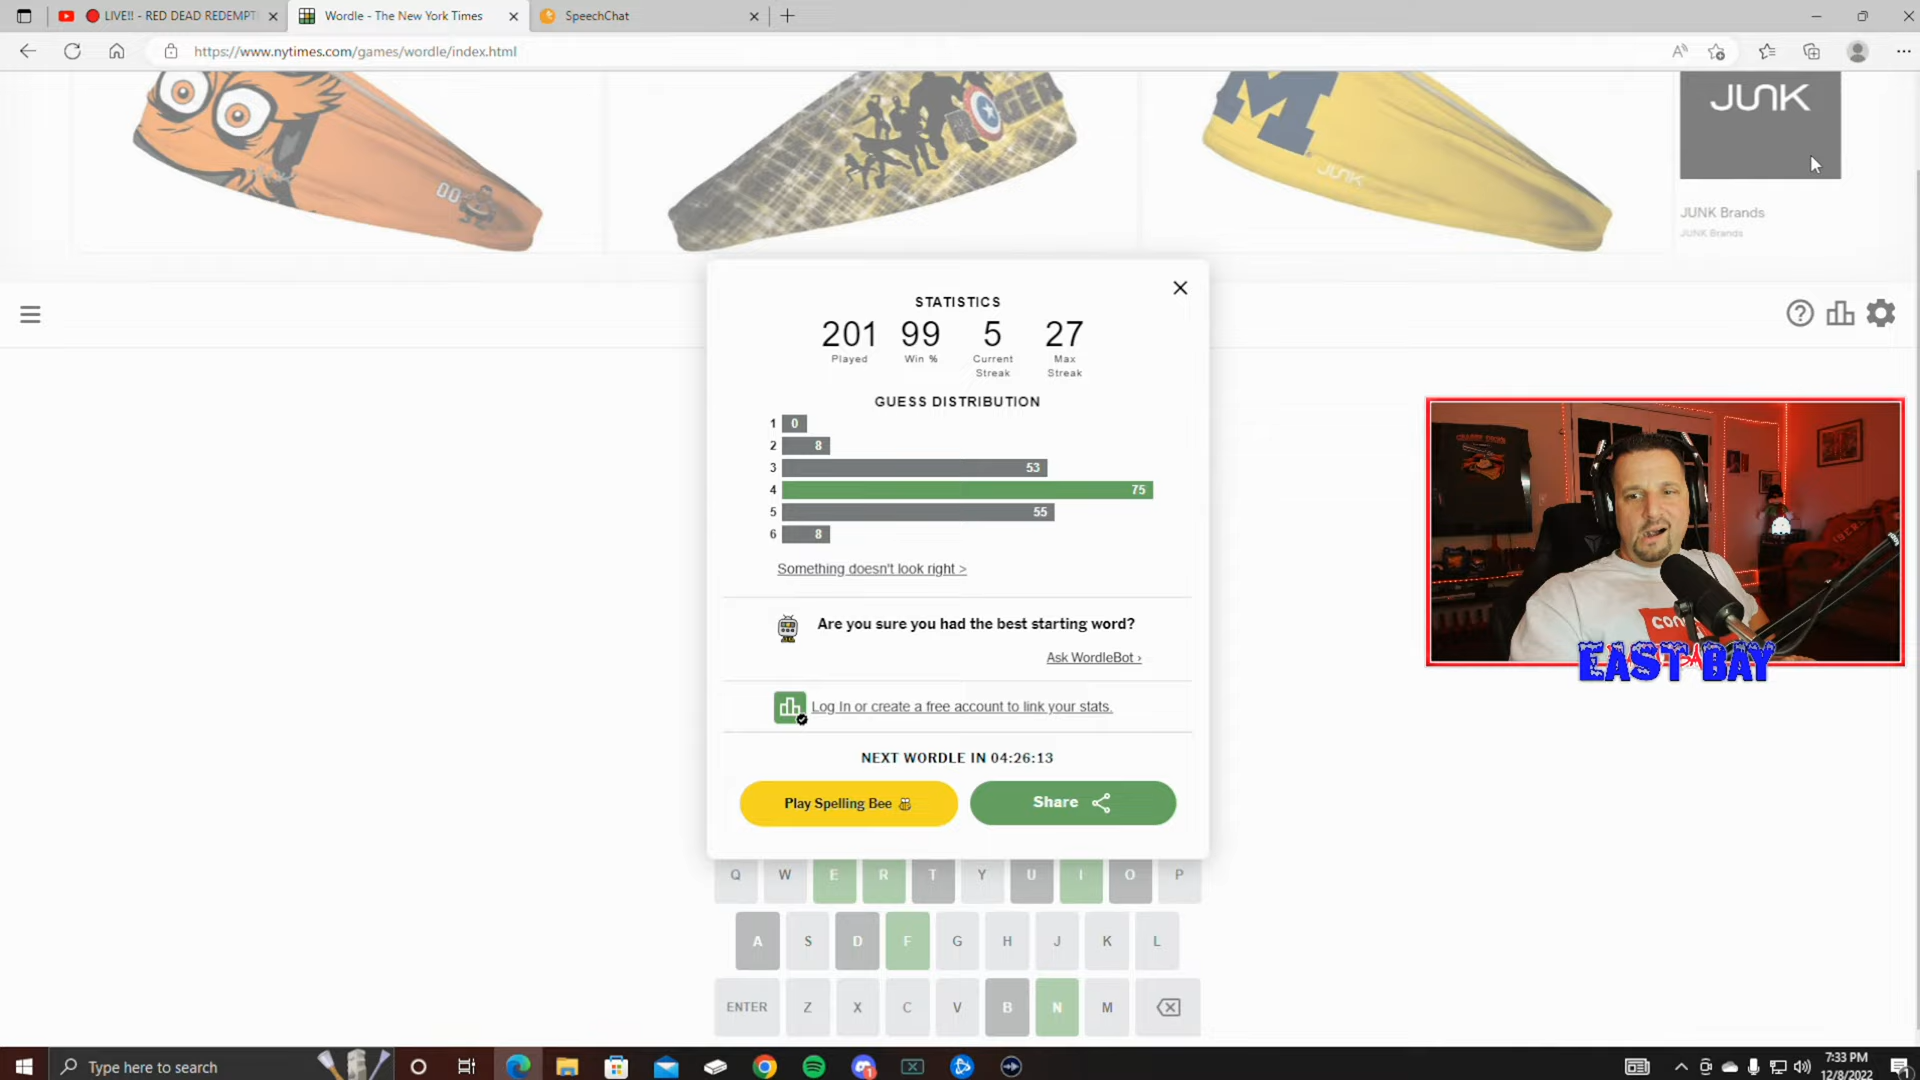 LIVE!! - RED DEAD REDEMPT
Wordle - The New York Times
SpeechChat
https://www.nytimes.com/games/wordle/index.html
00
M
JUNK
JUNK
JUNK Brands
JUNK Brands
STATISTICS
201 99 5 27
Played Win % Current Streak Max Streak
GUESS DISTRIBUTION
1 0
2 8
3 53
4 75
5 55
6 8
Something doesn't look right >
Are you sure you had the best starting word?
Ask WordleBot ›
Log In or create a free account to link your stats.
NEXT WORDLE IN 04:26:13
Play Spelling Bee
Share
EAST BAY
Q W E R T Y U I O P
A S D F G H J K L
ENTER Z X C V B N M
Type here to search
7:33 PM
12/8/2022